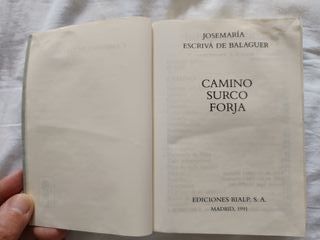 JOSEMARÍA
ESCRIVÁ DE BALAGUER
CAMINO
SURCO
FORJA
EDICIONES RIALP, S. A.
MADRID, 1991